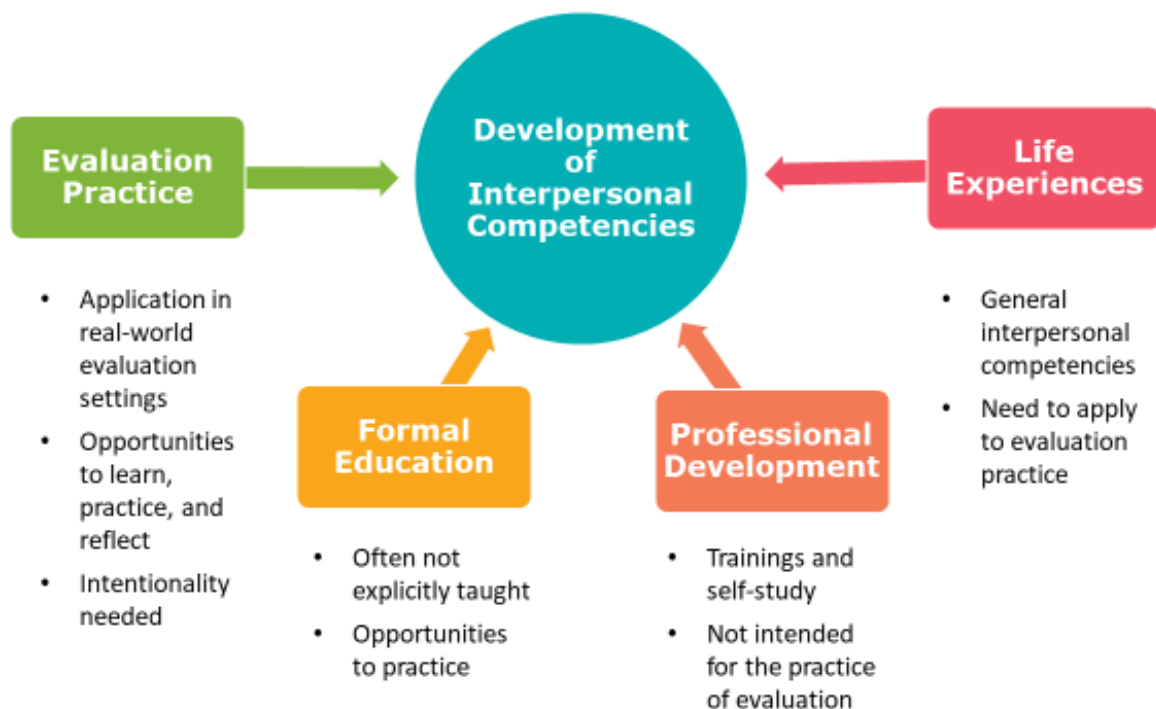 Development
of
Interpersonal
Competencies
Evaluation
Practice
• Application in
real-world
evaluation
settings
• Opportunities
to learn,
practice, and
reflect
• Intentionality
needed
Formal
Education
• Often not
explicitly taught
• Opportunities
to practice
Professional
Development
• Trainings and
self-study
• Not intended
for the practice
of evaluation
Life
Experiences
• General
interpersonal
competencies
• Need to apply
to evaluation
practice